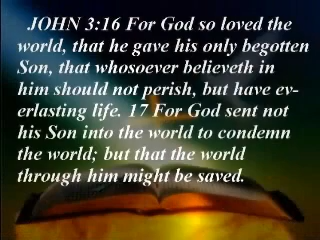 JOHN 3:16 For God so loved the
world, that he gave his only begotten
Son, that whosoever believeth in
him should not perish, but have ev-
erlasting life. 17 For God sent not
his Son into the world to condemn
the world; but that the world
through him might be saved.